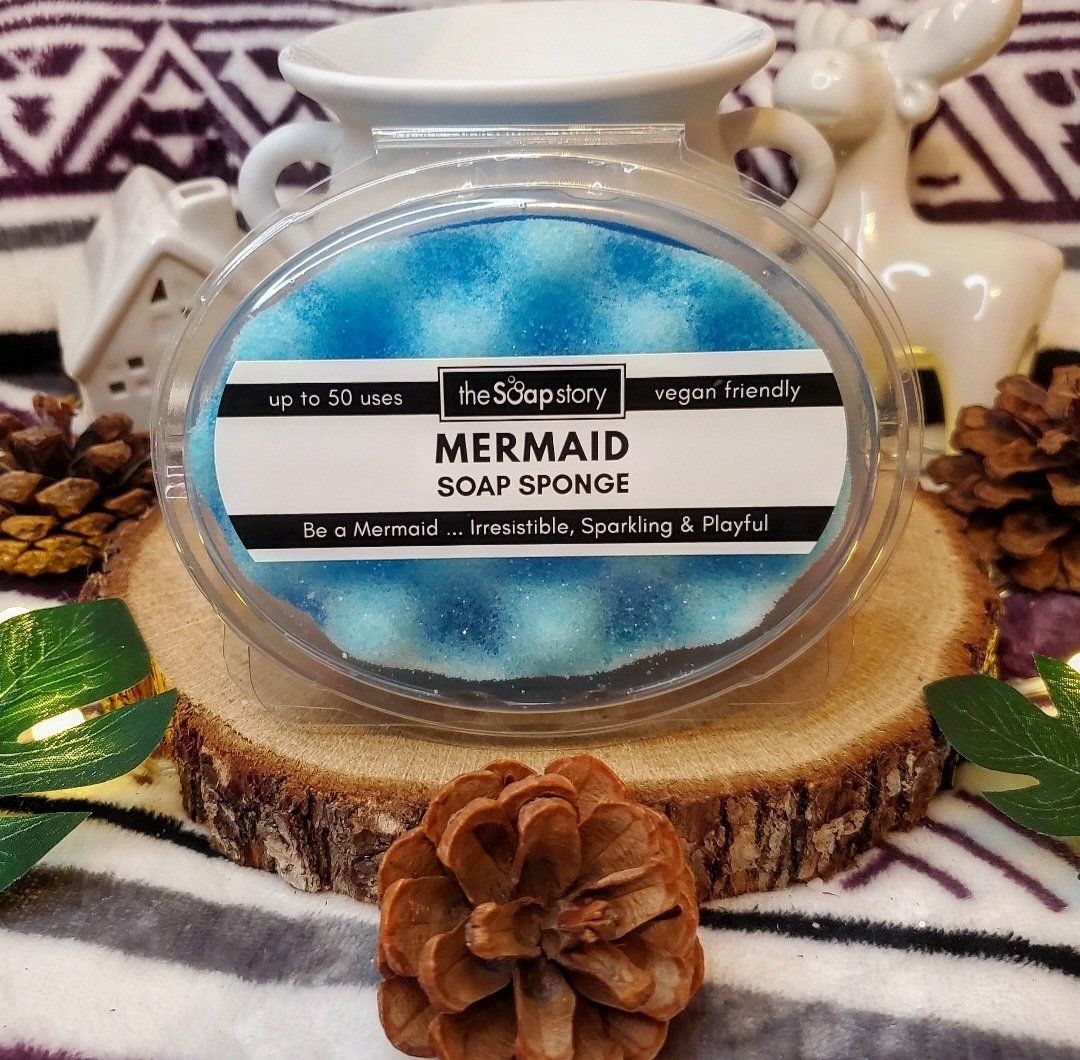 up to 50 uses
theSoapstory
vegan friendly
MERMAID
SOAP SPONGE
Be a Mermaid ... Irresistible, Sparkling & Playful